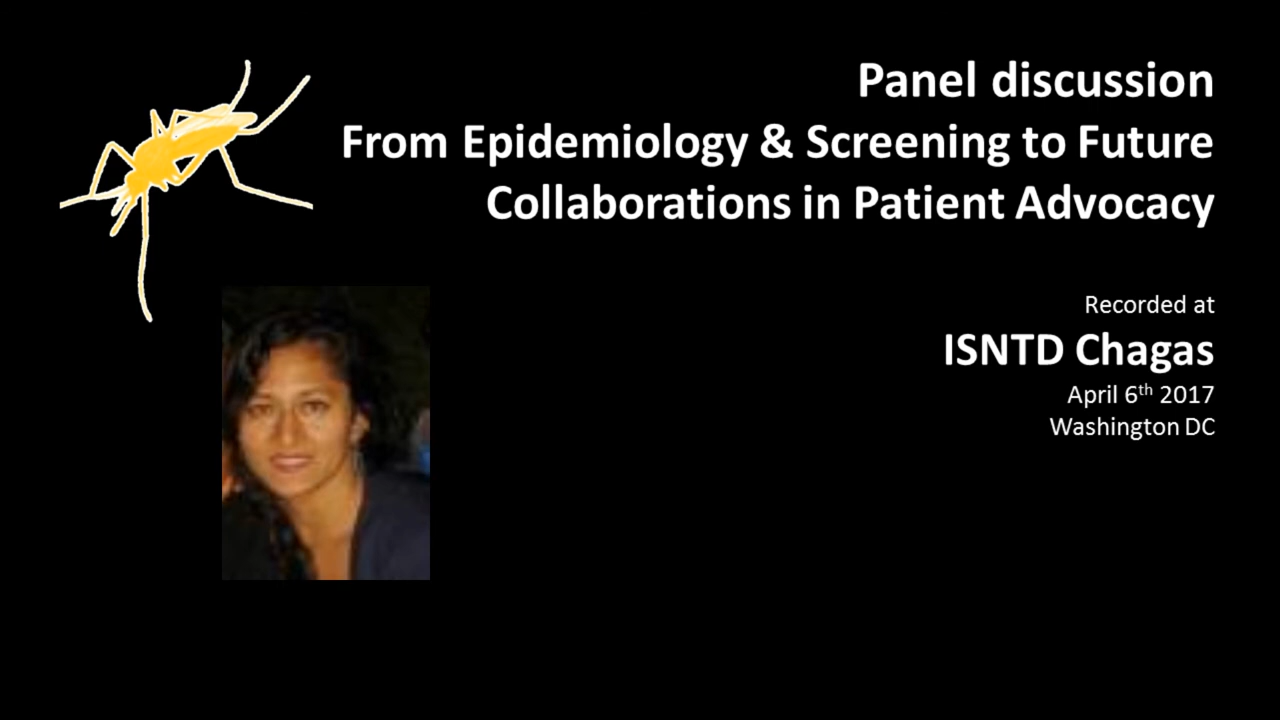 Panel discussion
From Epidemiology & Screening to Future
Collaborations in Patient Advocacy
Recorded at
ISNTD Chagas
April 6th 2017
Washington DC